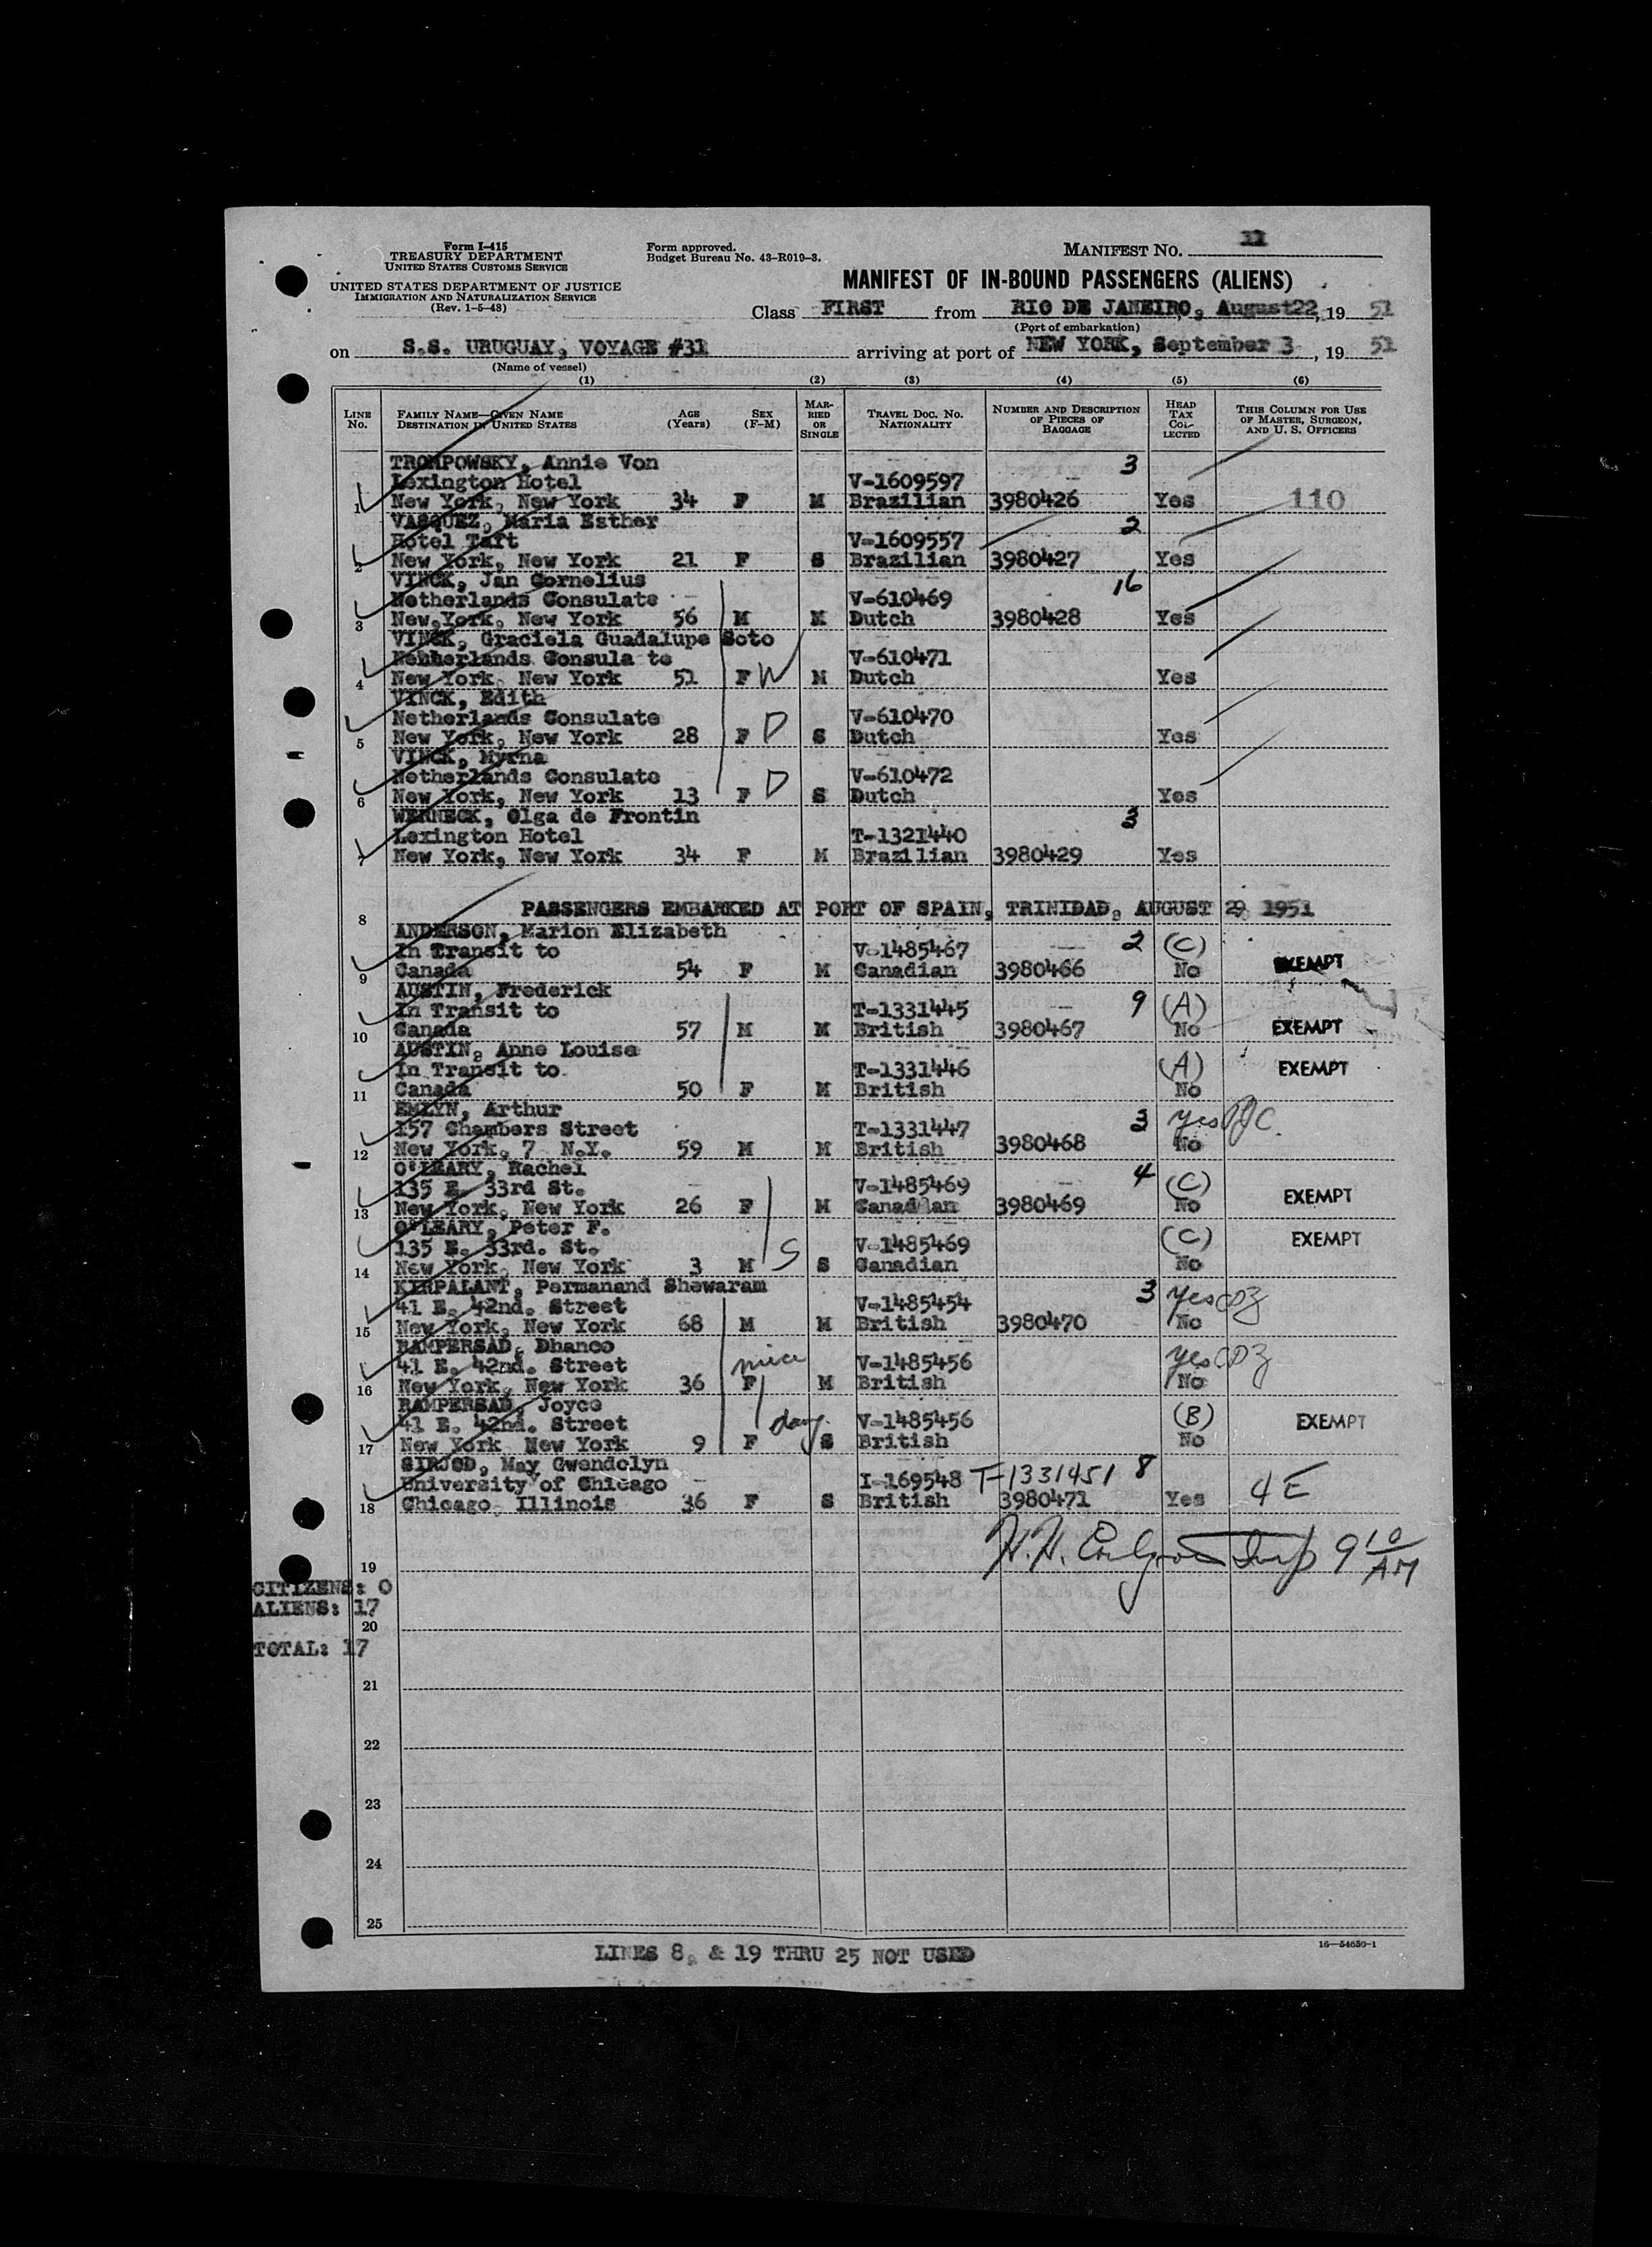 Form I-415
TREASURY DEPARTMENT
UNITED STATES CUSTOMS SERVICE
UNITED STATES DEPARTMENT OF JUSTICE
IMMIGRATION AND NATURALIZATION SERVICE
(Rev. 1-5-48)
Form approved.
Budget Bureau No. 43-R019-3.
MANIFEST NO. 11
MANIFEST OF IN-BOUND PASSENGERS (ALIENS)
Class FIRST from RIO DE JANEIRO, August22, 19 51
(Port of embarkation)
on S.S. URUGUAY, VOYAGE #31 arriving at port of NEW YORK, September 3, 19 51
(Name of vessel)
(1) (2) (3) (4) (5) (6)
LINE No. FAMILY NAME—GIVEN NAME DESTINATION IN UNITED STATES AGE (Years) SEX (F-M) MARRIED OR SINGLE TRAVEL DOC. NO. NATIONALITY NUMBER AND DESCRIPTION OF PIECES OF BAGGAGE HEAD TAX COLLECTED THIS COLUMN FOR USE OF MASTER, SURGEON, AND U. S. OFFICERS
TROMPOWSKY, Annie Von 3
Lexington Hotel V-1609597
1 New York, New York 34 F M Brazilian 3980426 Yes 110
VASQUEZ, Maria Esther 2
Hotel Taft V-1609557
2 New York, New York 21 F S Brazilian 3980427 Yes
VINCK, Jan Cornelius 16
Netherlands Consulate V-610469
3 New York, New York 56 M M Dutch 3980428 Yes
VINCK, Graciela Guadalupe Soto
Netherlands Consula te V-610471
4 New York, New York 51 F W M Dutch Yes
VINCK, Edith
Netherlands Consulate V-610470
5 New York, New York 28 F D S Dutch Yes
VINCK, Myrna
Netherlands Consulate V-610472
6 New York, New York 13 F D S Dutch Yes
WERNECK, Olga de Frontin 3
Lexington Hotel T-1321440
7 New York, New York 34 F M Brazilian 3980429 Yes
8 PASSENGERS EMBARKED AT PORT OF SPAIN, TRINIDAD, AUGUST 29 1951
ANDERSON, Marion Elizabeth 2
In Transit to V-1485467 (C)
9 Canada 54 F M Canadian 3980466 No EXEMPT
AUSTIN, Frederick 9
In Transit to T-1331445 (A)
10 Canada 57 M M British 3980467 No EXEMPT
AUSTIN, Anne Louise
In Transit to T-1331446 (A) EXEMPT
11 Canada 50 F M British No
EMLYN, Arthur 3 yes
157 Chambers Street T-1331447
12 New York, 7 N.Y. 59 M M British 3980468 No
O'LEARY, Rachel 4
135 E. 33rd St. V-1485469 (C) EXEMPT
13 New York, New York 26 F M Canadian 3980469 No
O'LEARY, Peter F.
135 E. 33rd. St. V-1485469 (C) EXEMPT
14 New York, New York 3 M S S Canadian No
KIRPALANI, Permanand Shewaram 3 yes
41 E. 42nd. Street V-1485454
15 New York, New York 68 M M British 3980470 No
RAMPERSAD, Dhanco niece yes
41 E. 42nd. Street V-1485456
16 New York, New York 36 F M British No
RAMPERSAD, Joyce
41 E. 42nd. Street dau. V-1485456 (B) EXEMPT
17 New York New York 9 F S British No
SIRJOD, May Gwendolyn
University of Chicago I-169548 T-1331451 8
18 Chicago, Illinois 36 F S British 3980471 Yes 4 E
19 H.H. Insp 9 10 AM
CITIZENS: 0
ALIENS: 17
20
TOTAL: 17
21
22
23
24
25
16—54650-1
LINES 8, & 19 THRU 25 NOT USED